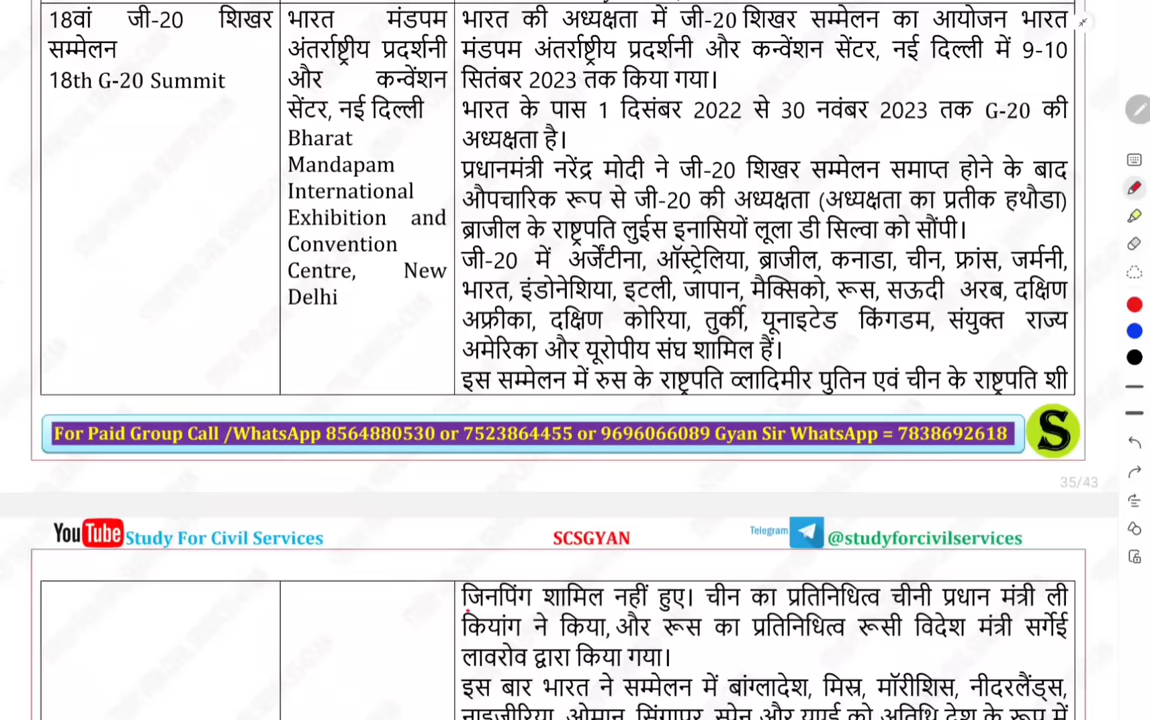 18वां जी-20 शिखर
सम्मेलन
18th G-20 Summit
भारत मंडपम
अंतर्राष्ट्रीय प्रदर्शनी
और कन्वेंशन
सेंटर, नई दिल्ली
Bharat
Mandapam
International
Exhibition and
Convention
Centre, New
Delhi
भारत की अध्यक्षता में जी-20 शिखर सम्मेलन का आयोजन भारत
मंडपम अंतर्राष्ट्रीय प्रदर्शनी और कन्वेंशन सेंटर, नई दिल्ली में 9-10
सितंबर 2023 तक किया गया।
भारत के पास 1 दिसंबर 2022 से 30 नवंबर 2023 तक G-20 की
अध्यक्षता है।
प्रधानमंत्री नरेंद्र मोदी ने जी-20 शिखर सम्मेलन समाप्त होने के बाद
औपचारिक रूप से जी-20 की अध्यक्षता (अध्यक्षता का प्रतीक हथौडा)
ब्राजील के राष्ट्रपति लुईस इनासियों लूला डी सिल्वा को सौंपी।
जी-20 में अर्जेंटीना, ऑस्ट्रेलिया, ब्राजील, कनाडा, चीन, फ्रांस, जर्मनी,
भारत, इंडोनेशिया, इटली, जापान, मैक्सिको, रूस, सऊदी अरब, दक्षिण
अफ्रीका, दक्षिण कोरिया, तुर्की, यूनाइटेड किंगडम, संयुक्त राज्य
अमेरिका और यूरोपीय संघ शामिल हैं।
इस सम्मेलन में रुस के राष्ट्रपति व्लादिमीर पुतिन एवं चीन के राष्ट्रपति शी
For Paid Group Call /WhatsApp 8564880530 or 7523864455 or 9696066089 Gyan Sir WhatsApp = 7838692618
S
35/43
YouTube Study For Civil Services
SCSGYAN
Telegram @studyforcivilservices
जिनपिंग शामिल नहीं हुए। चीन का प्रतिनिधित्व चीनी प्रधान मंत्री ली
कियांग ने किया, और रूस का प्रतिनिधित्व रूसी विदेश मंत्री सर्गेई
लावरोव द्वारा किया गया।
इस बार भारत ने सम्मेलन में बांग्लादेश, मिस्र, मॉरीशिस, नीदरलैंड्स,
नाइजीरिया, ओमान, सिंगापुर, स्पेन और यूएई को अतिथि देश के रूप में